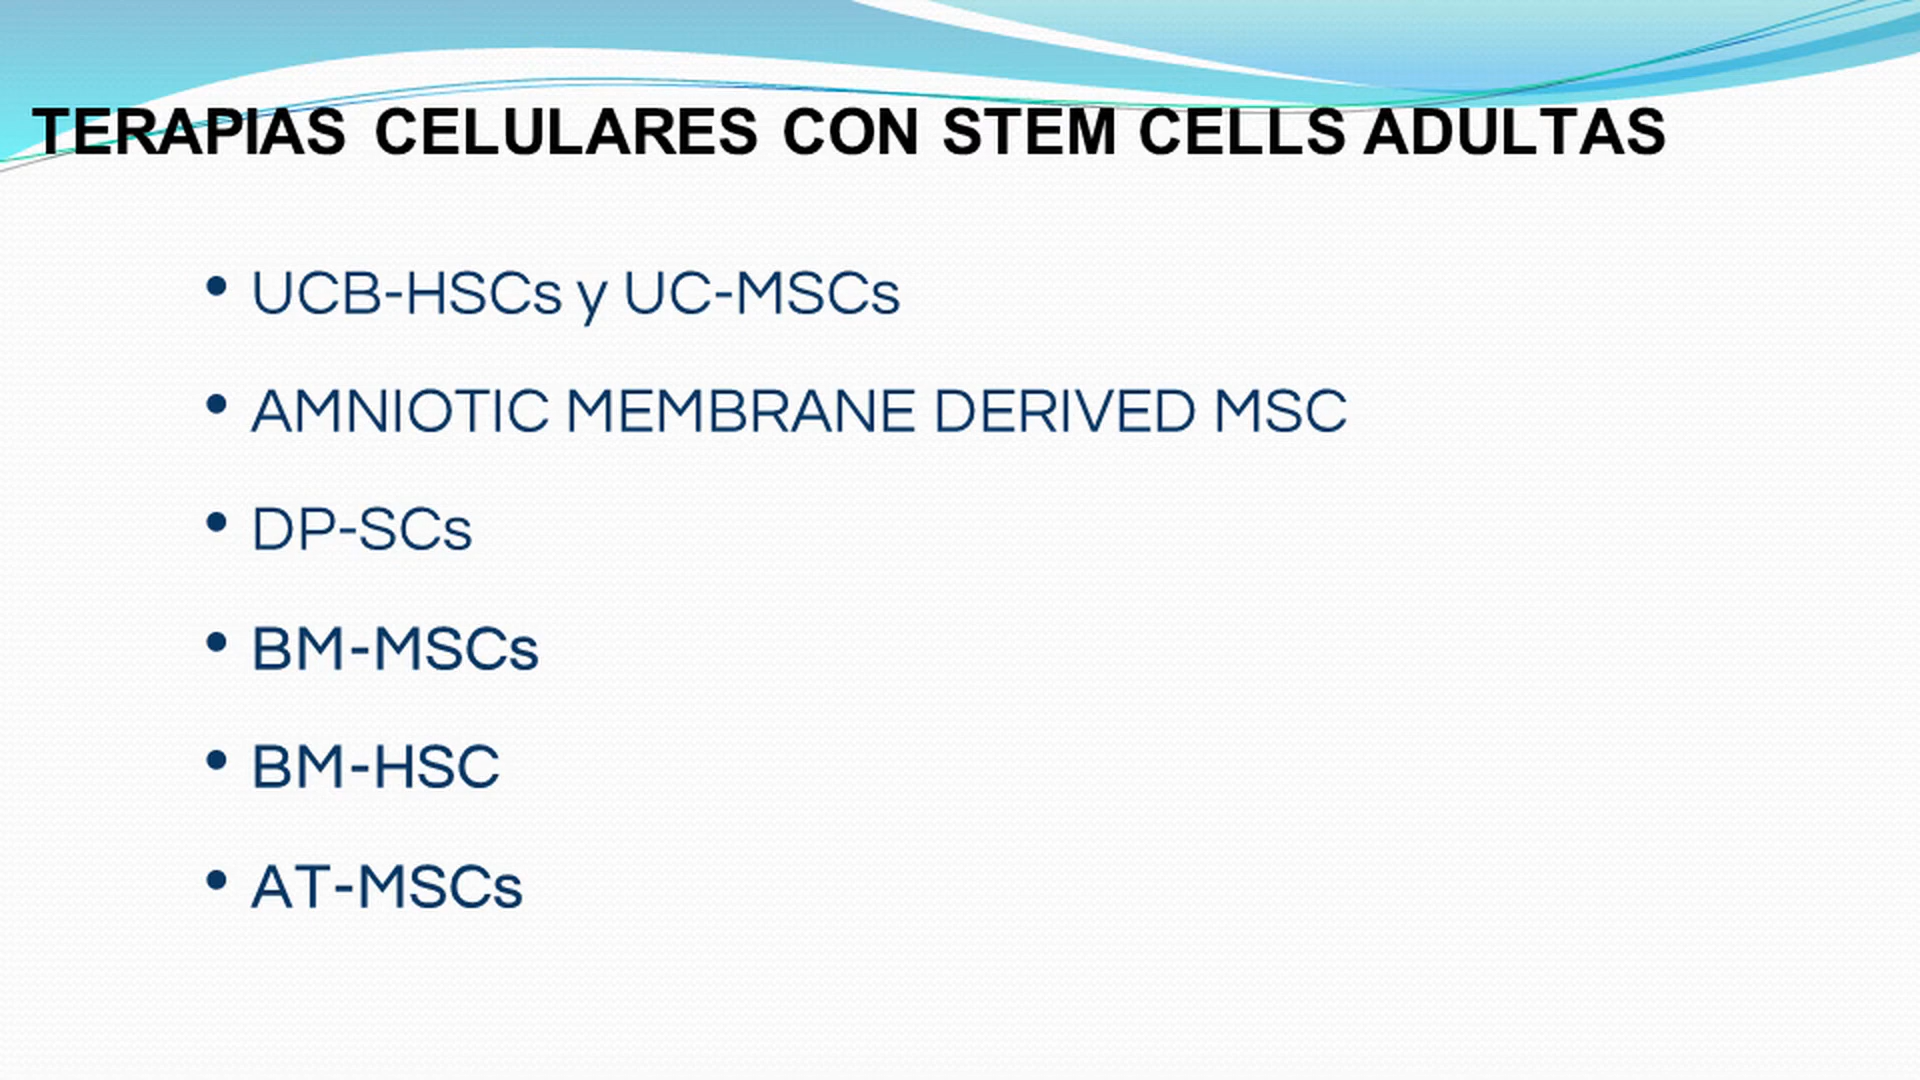 TERAPIAS CELULARES CON STEM CELLS ADULTAS
• UCB-HSCs y UC-MSCs
• AMNIOTIC MEMBRANE DERIVED MSC
• DP-SCs
• BM-MSCs
• BM-HSC
• AT-MSCs